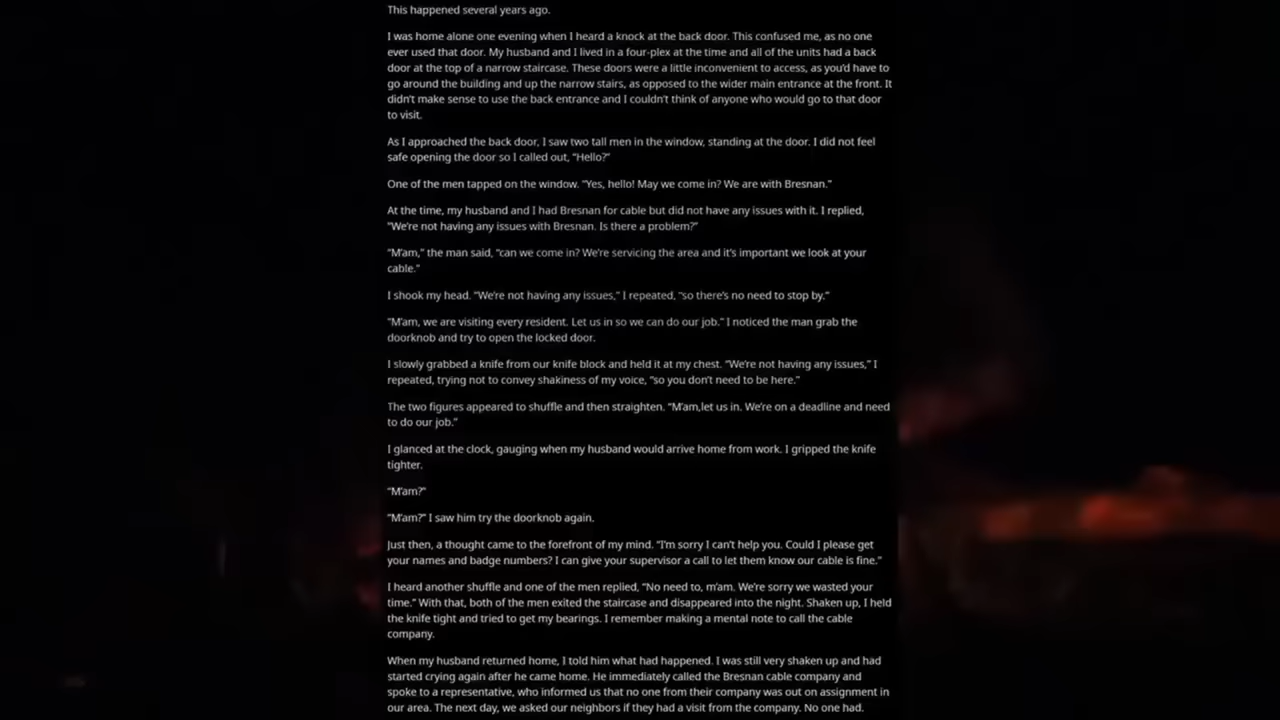 This happened several years ago.
I was home alone one evening when I heard a knock at the back door. This confused me, as no one
ever used that door. My husband and I lived in a four-plex at the time and all of the units had a back
door at the top of a narrow staircase. These doors were a little inconvenient to access, as you'd have to
go around the building and up the narrow stairs, as opposed to the wider main entrance at the front. It
didn't make sense to use the back entrance and I couldn't think of anyone who would go to that door
to visit.
As I approached the back door, I saw two tall men in the window, standing at the door. I did not feel
safe opening the door so I called out, "Hello?"
One of the men tapped on the window. "Yes, hello! May we come in? We are with Bresnan."
At the time, my husband and I had Bresnan for cable but did not have any issues with it. I replied,
"We're not having any issues with Bresnan. Is there a problem?"
"M'am," the man said, "can we come in? We're servicing the area and it's important we look at your
cable."
I shook my head. "We're not having any issues," I repeated, "so there's no need to stop by."
"M'am, we are visiting every resident. Let us in so we can do our job." I noticed the man grab the
doorknob and try to open the locked door.
I slowly grabbed a knife from our knife block and held it at my chest. "We're not having any issues," I
repeated, trying not to convey shakiness of my voice, "so you don't need to be here."
The two figures appeared to shuffle and then straighten. "M'am,let us in. We're on a deadline and need
to do our job."
I glanced at the clock, gauging when my husband would arrive home from work. I gripped the knife
tighter.
"M'am?"
"M'am?" I saw him try the doorknob again.
Just then, a thought came to the forefront of my mind. "I'm sorry I can't help you. Could I please get
your names and badge numbers? I can give your supervisor a call to let them know our cable is fine."
I heard another shuffle and one of the men replied, "No need to, m'am. We're sorry we wasted your
time." With that, both of the men exited the staircase and disappeared into the night. Shaken up, I held
the knife tight and tried to get my bearings. I remember making a mental note to call the cable
company.
When my husband returned home, I told him what had happened. I was still very shaken up and had
started crying again after he came home. He immediately called the Bresnan cable company and
spoke to a representative, who informed us that no one from their company was out on assignment in
our area. The next day, we asked our neighbors if they had a visit from the company. No one had.